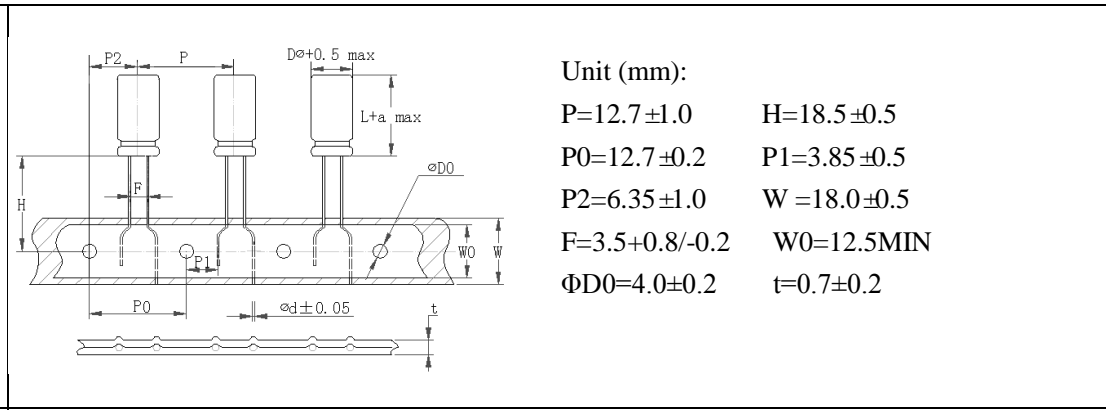 P2 P DØ+0.5 max
L+a max
øD0
F
H
P1 W0 W
P0 ød±0.05 t
Unit (mm):
P=12.7±1.0 H=18.5±0.5
P0=12.7±0.2 P1=3.85±0.5
P2=6.35±1.0 W =18.0±0.5
F=3.5+0.8/-0.2 W0=12.5MIN
ΦD0=4.0±0.2 t=0.7±0.2